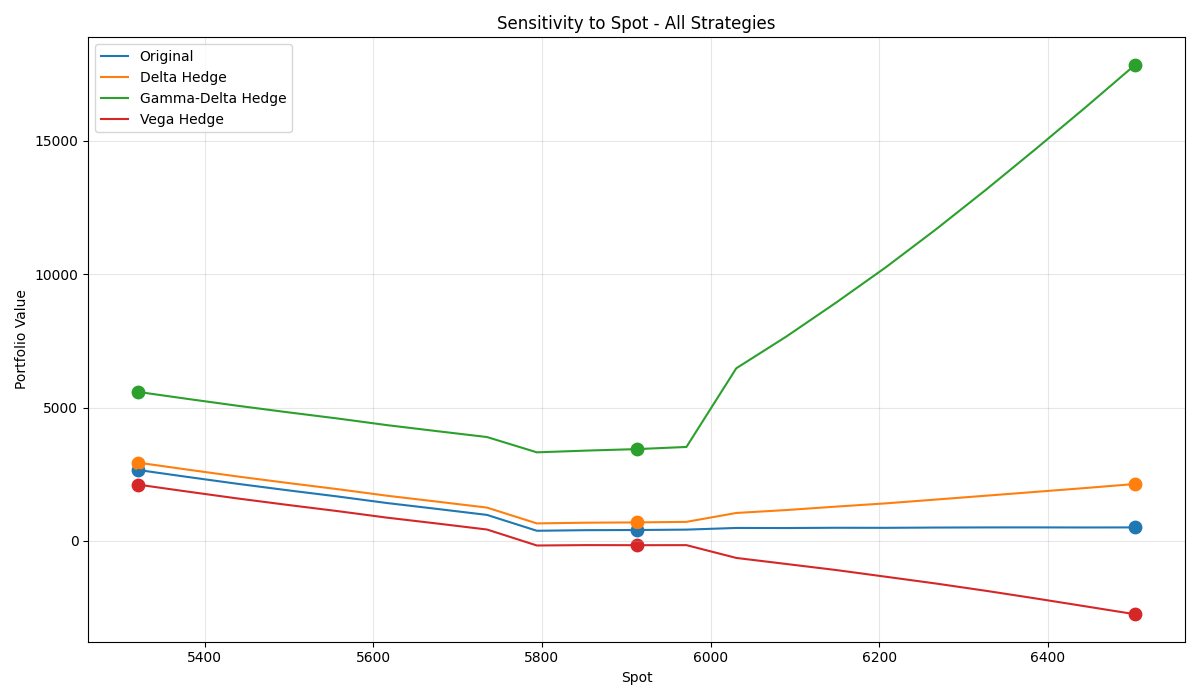 Sensitivity to Spot - All Strategies
Original
Delta Hedge
Gamma-Delta Hedge
Vega Hedge
Portfolio Value
15000
10000
5000
0
5400
5600
5800
6000
6200
6400
Spot